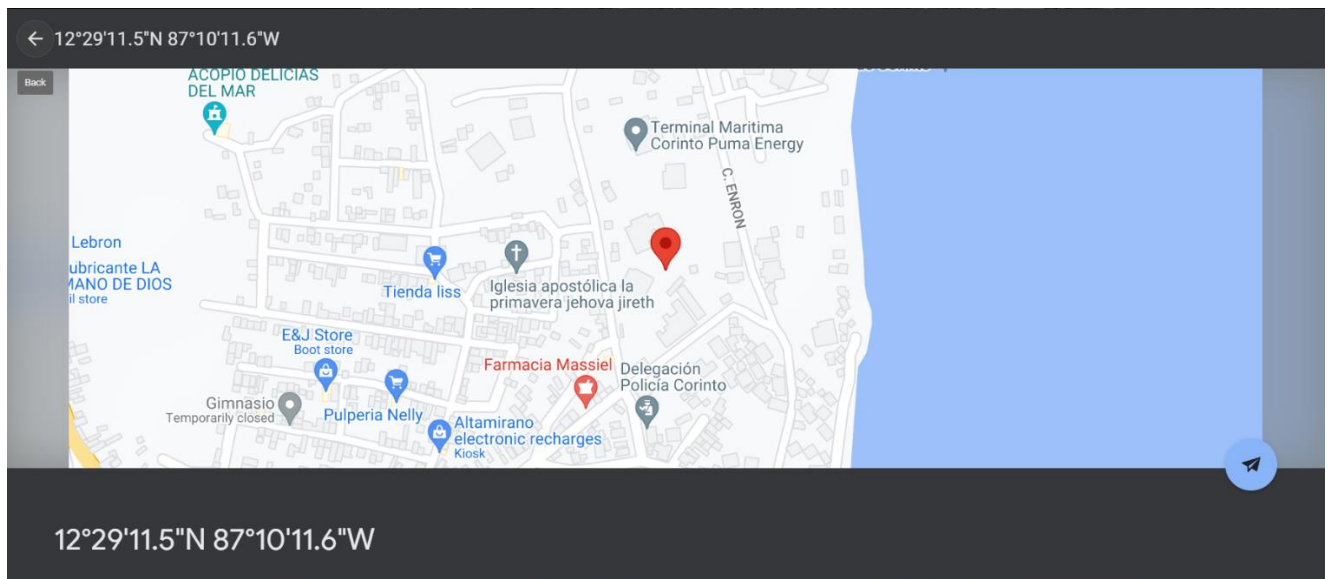 12°29'11.5"N 87°10'11.6"W
Back
ACOPIO DELICIAS
DEL MAR
Terminal Maritima
Corinto Puma Energy
C. ENRON
Lebron
ubricante LA
MANO DE DIOS
il store
Tienda liss
Iglesia apostólica la
primavera jehova jireth
E&J Store
Boot store
Farmacia Massiel
Delegación
Policía Corinto
Gimnasio
Temporarily closed
Pulperia Nelly
Altamirano
electronic recharges
Kiosk
12°29'11.5"N 87°10'11.6"W